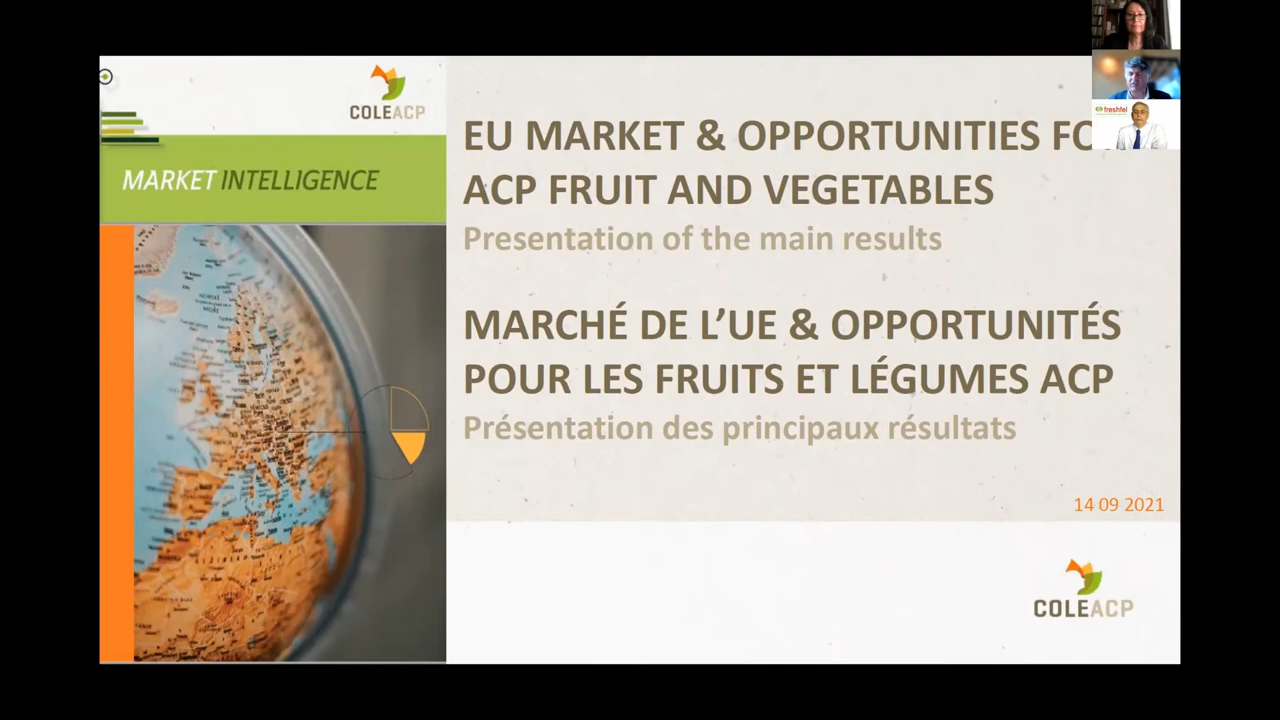 COLEACP
MARKET INTELLIGENCE
EU MARKET & OPPORTUNITIES FO
ACP FRUIT AND VEGETABLES
Presentation of the main results
MARCHÉ DE L’UE & OPPORTUNITÉS
POUR LES FRUITS ET LÉGUMES ACP
Présentation des principaux résultats
14 09 2021
COLEACP
freshfel